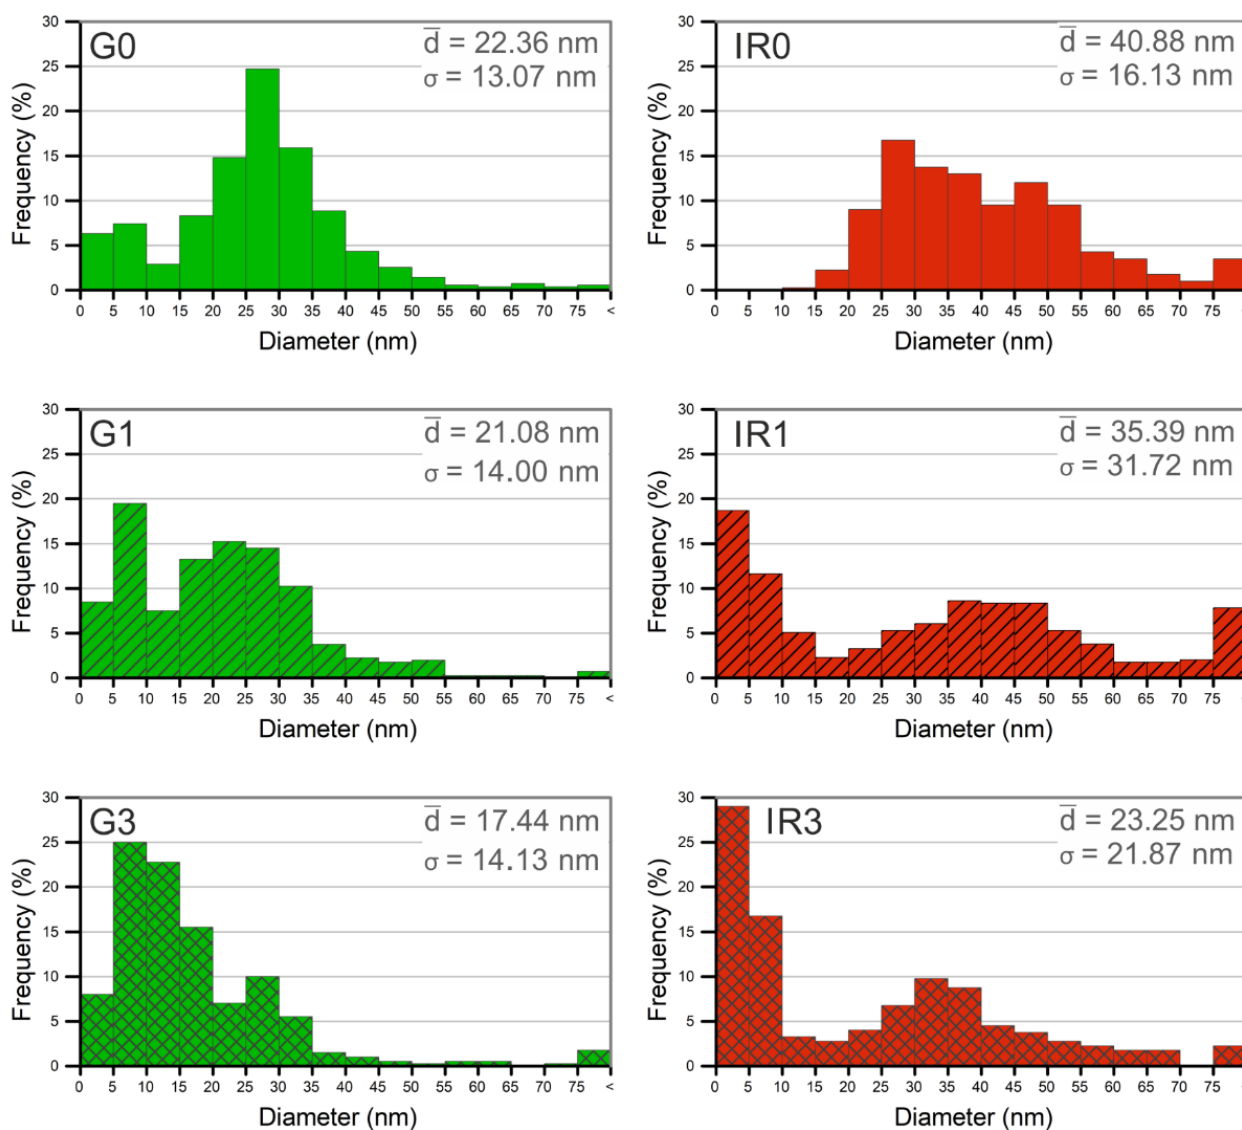 G0
d̅ = 22.36 nm
σ = 13.07 nm
30
25
20
15
10
5
0
Frequency (%)
0 5 10 15 20 25 30 35 40 45 50 55 60 65 70 75 <
Diameter (nm)
IR0
d̅ = 40.88 nm
σ = 16.13 nm
30
25
20
15
10
5
0
Frequency (%)
0 5 10 15 20 25 30 35 40 45 50 55 60 65 70 75
Diameter (nm)
G1
d̅ = 21.08 nm
σ = 14.00 nm
30
25
20
15
10
5
0
Frequency (%)
0 5 10 15 20 25 30 35 40 45 50 55 60 65 70 75 <
Diameter (nm)
IR1
d̅ = 35.39 nm
σ = 31.72 nm
30
25
20
15
10
5
0
Frequency (%)
0 5 10 15 20 25 30 35 40 45 50 55 60 65 70 75
Diameter (nm)
G3
d̅ = 17.44 nm
σ = 14.13 nm
30
25
20
15
10
5
0
Frequency (%)
0 5 10 15 20 25 30 35 40 45 50 55 60 65 70 75 <
Diameter (nm)
IR3
d̅ = 23.25 nm
σ = 21.87 nm
30
25
20
15
10
5
0
Frequency (%)
0 5 10 15 20 25 30 35 40 45 50 55 60 65 70 75
Diameter (nm)